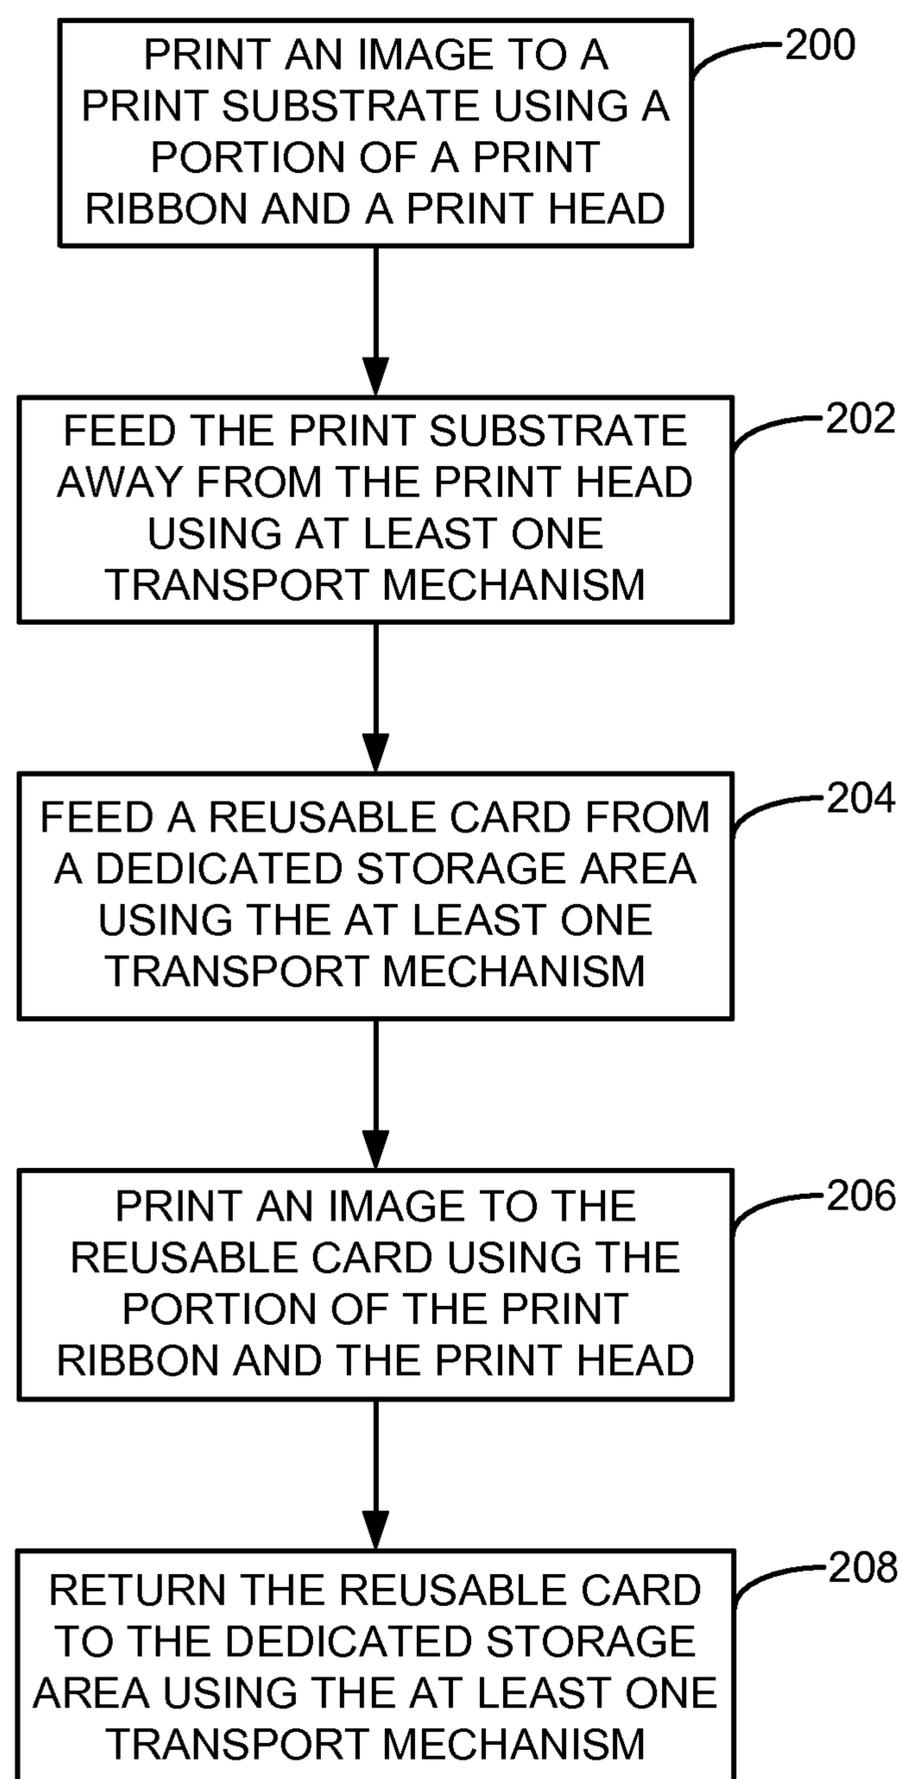 PRINT AN IMAGE TO A
PRINT SUBSTRATE USING A
PORTION OF A PRINT
RIBBON AND A PRINT HEAD
200
FEED THE PRINT SUBSTRATE
AWAY FROM THE PRINT HEAD
USING AT LEAST ONE
TRANSPORT MECHANISM
202
FEED A REUSABLE CARD FROM
A DEDICATED STORAGE AREA
USING THE AT LEAST ONE
TRANSPORT MECHANISM
204
PRINT AN IMAGE TO THE
REUSABLE CARD USING THE
PORTION OF THE PRINT
RIBBON AND THE PRINT HEAD
206
RETURN THE REUSABLE CARD
TO THE DEDICATED STORAGE
AREA USING THE AT LEAST ONE
TRANSPORT MECHANISM
208